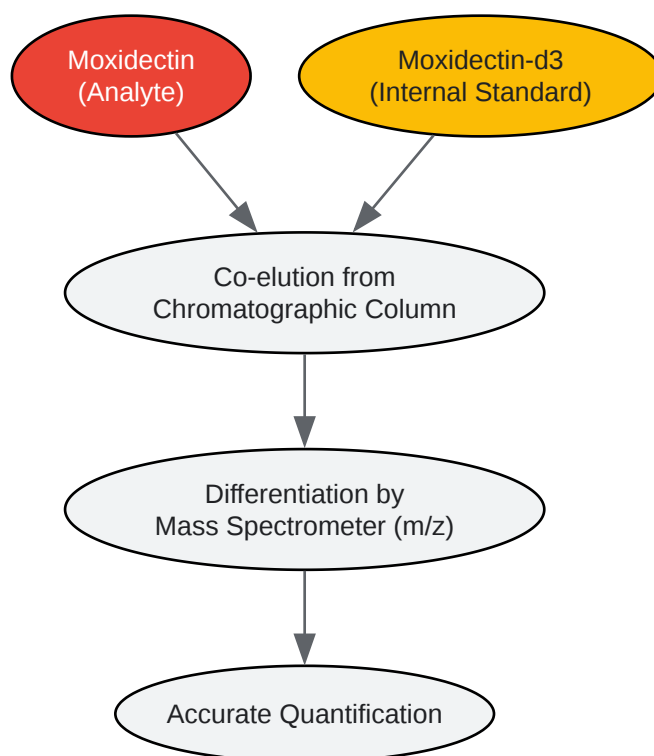 Moxidectin
(Analyte)
Moxidectin-d3
(Internal Standard)
Co-elution from
Chromatographic Column
Differentiation by
Mass Spectrometer (m/z)
Accurate Quantification